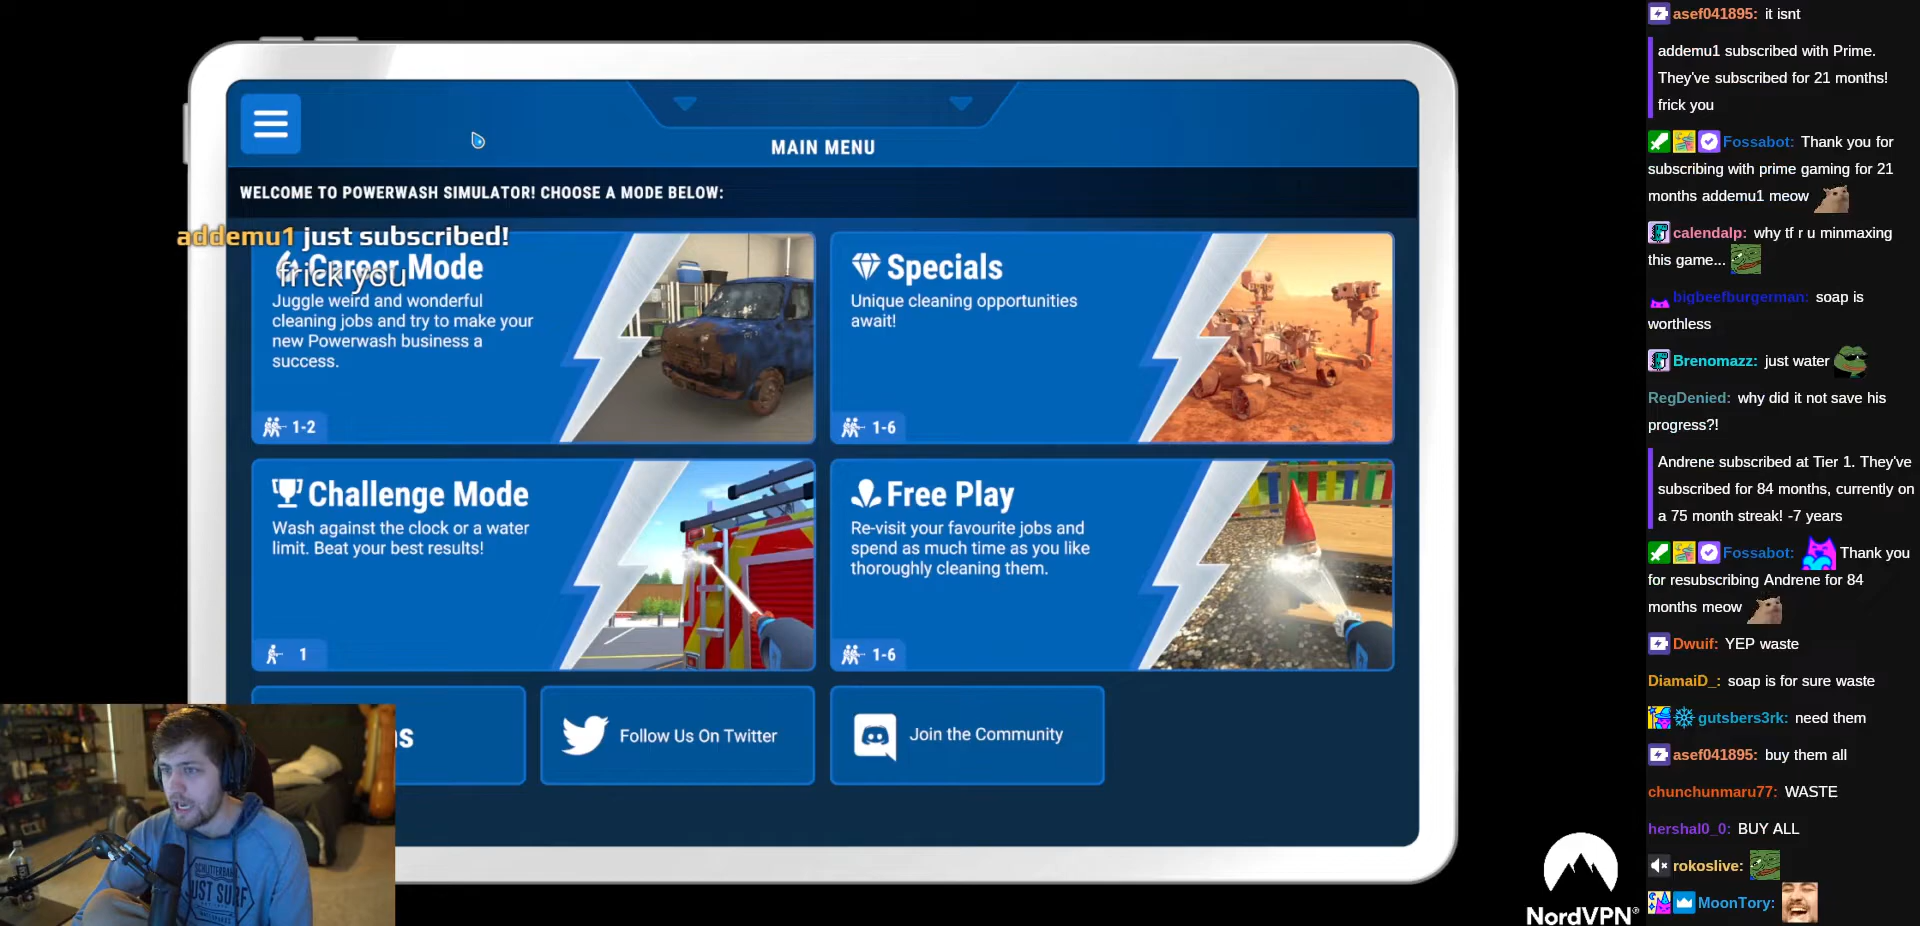 MAIN MENU
WELCOME TO POWERWASH SIMULATOR! CHOOSE A MODE BELOW:
addemu1 just subscribed!
frick you
Career Mode
Juggle weird and wonderful
cleaning jobs and try to make your
new Powerwash business a
success.
1-2
Specials
Unique cleaning opportunities
await!
1-6
Challenge Mode
Wash against the clock or a water
limit. Beat your best results!
1
Free Play
Re-visit your favourite jobs and
spend as much time as you like
thoroughly cleaning them.
1-6
Follow Us On Twitter
Join the Community
JUST SURF
NordVPN®
asef041895: it isnt
addemu1 subscribed with Prime.
They've subscribed for 21 months!
frick you
Fossabot: Thank you for
subscribing with prime gaming for 21
months addemu1 meow
calendalp: why tf r u minmaxing
this game...
bigbeefburgerman: soap is
worthless
Brenomazz: just water
RegDenied: why did it not save his
progress?!
Andrene subscribed at Tier 1. They've
subscribed for 84 months, currently on
a 75 month streak! -7 years
Fossabot: Thank you
for resubscribing Andrene for 84
months meow
Dwuif: YEP waste
DiamaiD_: soap is for sure waste
gutsbers3rk: need them
asef041895: buy them all
chunchunmaru77: WASTE
hershal0_0: BUY ALL
rokoslive:
MoonTory: